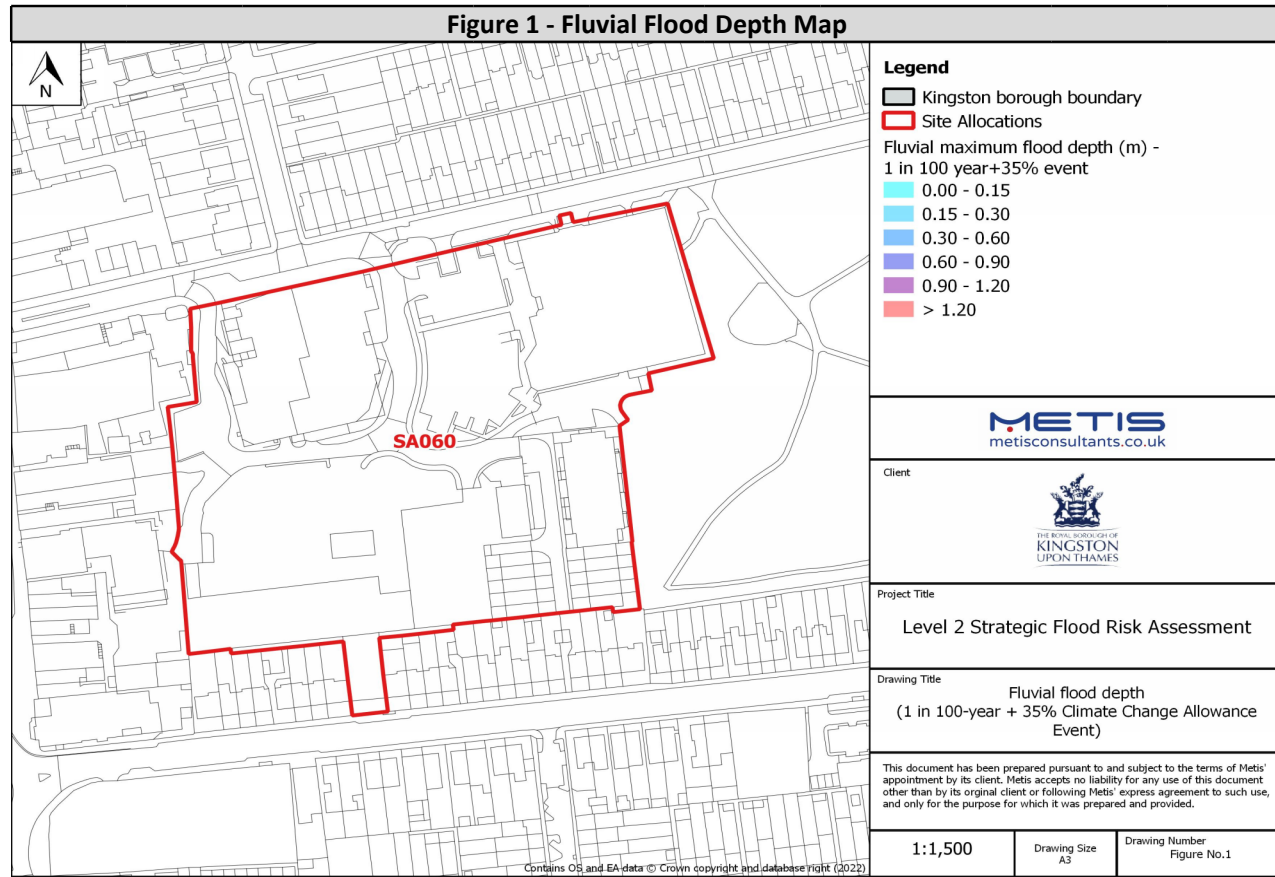 Figure 1 - Fluvial Flood Depth Map
N
SA060
Contains OS and EA data © Crown copyright and database right (2022)
Legend
Kingston borough boundary
Site Allocations
Fluvial maximum flood depth (m) -
1 in 100 year+35% event
0.00 - 0.15
0.15 - 0.30
0.30 - 0.60
0.60 - 0.90
0.90 - 1.20
> 1.20
METIS
metisconsultants.co.uk
Client
THE ROYAL BOROUGH OF
KINGSTON
UPON THAMES
Project Title
Level 2 Strategic Flood Risk Assessment
Drawing Title
Fluvial flood depth
(1 in 100-year + 35% Climate Change Allowance
Event)
This document has been prepared pursuant to and subject to the terms of Metis'
appointment by its client. Metis accepts no liability for any use of this document
other than by its orginal client or following Metis' express agreement to such use,
and only for the purpose for which it was prepared and provided.
1:1,500
Drawing Size
A3
Drawing Number
Figure No.1